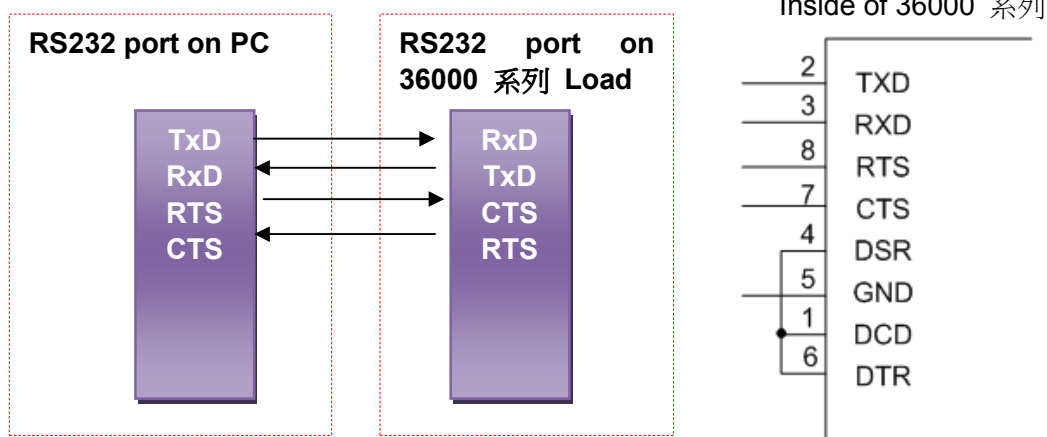 RS232 port on PC
TxD
RxD
RTS
CTS
RS232 port on
36000 系列 Load
RxD
TxD
CTS
RTS
Inside of 36000 系列
2 TXD
3 RXD
8 RTS
7 CTS
4 DSR
5 GND
1 DCD
6 DTR